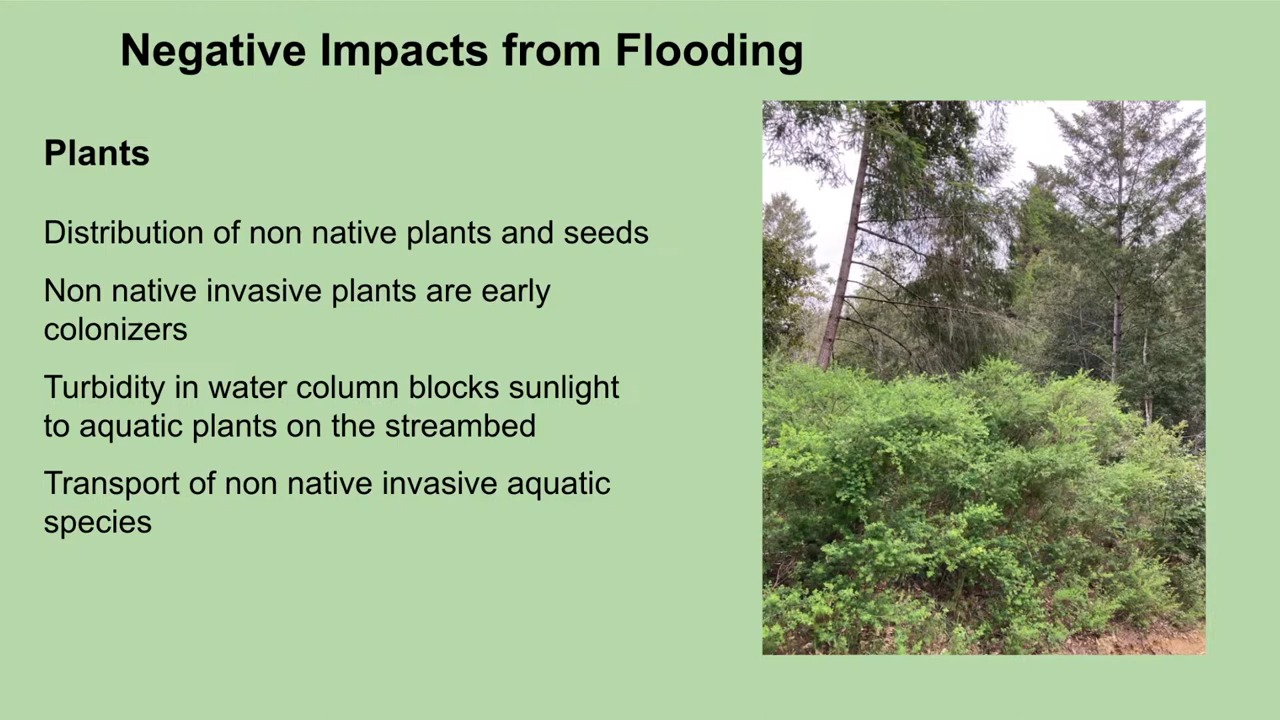 Negative Impacts from Flooding
Plants
Distribution of non native plants and seeds
Non native invasive plants are early
colonizers
Turbidity in water column blocks sunlight
to aquatic plants on the streambed
Transport of non native invasive aquatic
species